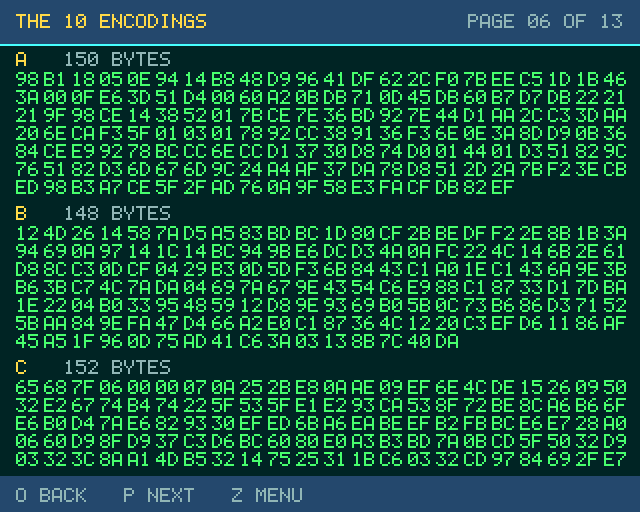 THE 10 ENCODINGS PAGE 06 OF 13
A 150 BYTES
98 B1 18 05 0E 94 14 B8 48 D9 96 41 DF 62 2C F0 7B EE C5 1D 1B 46
3A 00 0F E6 3D 51 D4 00 60 A2 0B DB 71 0D 45 DB 60 B7 D7 DB 22 21
21 9F 98 CE 14 38 52 01 7B CE 7E 36 BD 92 7E 44 D1 AA 2C C3 3D AA
20 6E CA F3 5F 01 03 01 78 92 CC 38 91 36 F3 6E 0E 3A 8D D9 0B 36
84 CE E9 92 78 BC CC 6E CC D1 37 30 D8 74 D0 01 44 01 D3 51 82 9C
76 51 82 D3 6D 67 6D 9C 24 A4 AF 37 DA 78 D8 51 2D 2A 7B F2 3E CB
ED 98 B3 A7 CE 5F 2F AD 76 0A 9F 58 E3 FA CF DB 82 EF
B 148 BYTES
12 4D 26 14 58 7A D5 A5 83 BD BC 1D 80 CF 2B BE DF F2 2E 8B 1B 3A
94 69 0A 97 14 1C 14 BC 94 9B E6 DC D3 4A 0A FC 22 4C 14 6B 2E 61
D8 8C C3 0D CF 04 29 B3 0D 5D F3 6B 84 43 C1 A0 1E C1 43 6A 9E 3B
B6 3B C7 4C 7A DA 04 69 7A 67 9E 43 54 C6 E9 88 C1 87 33 D1 7D BA
1E 22 04 B0 33 95 48 59 12 D8 9E 93 69 B0 5B 0C 73 B6 86 D3 71 52
5B AA 84 9E FA 47 D4 66 A2 E0 C1 87 36 4C 12 20 C3 EF D6 11 86 AF
45 A5 1F 96 0D 75 AD 41 C6 3A 03 13 8B 7C 40 DA
C 152 BYTES
65 68 7F 06 00 00 07 0A 25 2B E8 0A AE 09 EF 6E 4C DE 15 26 09 50
32 E2 67 74 B4 74 22 5F 53 5F E1 E2 93 CA 53 8F 72 BE 8C A6 B6 6F
E6 B0 D4 7A E6 82 93 30 EF ED 6B A6 EA BE EF B2 FB BC E6 E7 28 A0
06 60 D9 8F D9 37 C3 D6 BC 60 80 E0 A3 B3 BD 7A 0B CD 5F 50 32 D9
03 32 3C 8A A1 4D B5 32 14 75 25 31 1B C6 03 32 CD 97 84 69 2F E7
O BACK P NEXT Z MENU